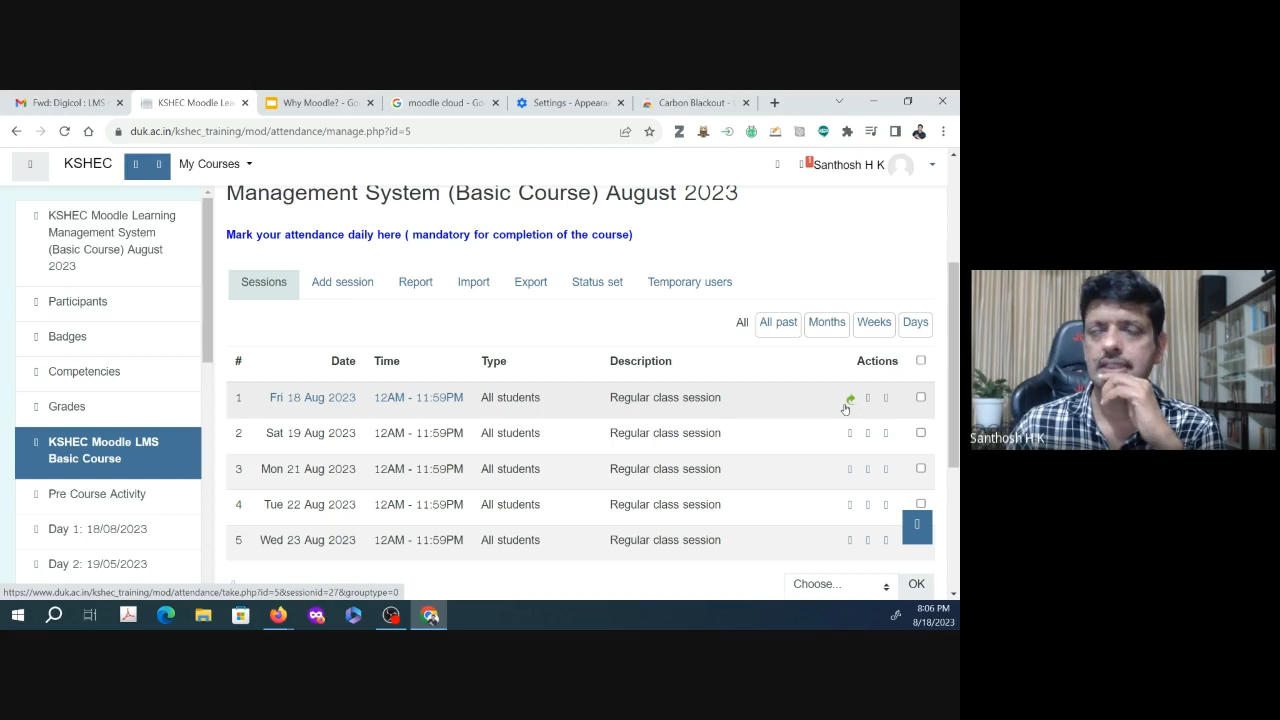 Fwd: Digicol : LMS
KSHEC Moodle Lea
Why Moodle? - Go
moodle cloud - Go
Settings - Appeara
Carbon Blackout -
duk.ac.in/kshec_training/mod/attendance/manage.php?id=5
KSHEC
My Courses
Santhosh H K
Management System (Basic Course) August 2023
Mark your attendance daily here ( mandatory for completion of the course)
KSHEC Moodle Learning
Management System
(Basic Course) August
2023
Participants
Badges
Competencies
Grades
KSHEC Moodle LMS
Basic Course
Pre Course Activity
Day 1: 18/08/2023
Day 2: 19/05/2023
Sessions Add session Report Import Export Status set Temporary users
All All past Months Weeks Days
# Date Time Type Description Actions
1 Fri 18 Aug 2023 12AM - 11:59PM All students Regular class session
2 Sat 19 Aug 2023 12AM - 11:59PM All students Regular class session
3 Mon 21 Aug 2023 12AM - 11:59PM All students Regular class session
4 Tue 22 Aug 2023 12AM - 11:59PM All students Regular class session
5 Wed 23 Aug 2023 12AM - 11:59PM All students Regular class session
Choose... OK
https://www.duk.ac.in/kshec_training/mod/attendance/take.php?id=5&sessionid=27&grouptype=0
8:06 PM
8/18/2023
Santhosh H K